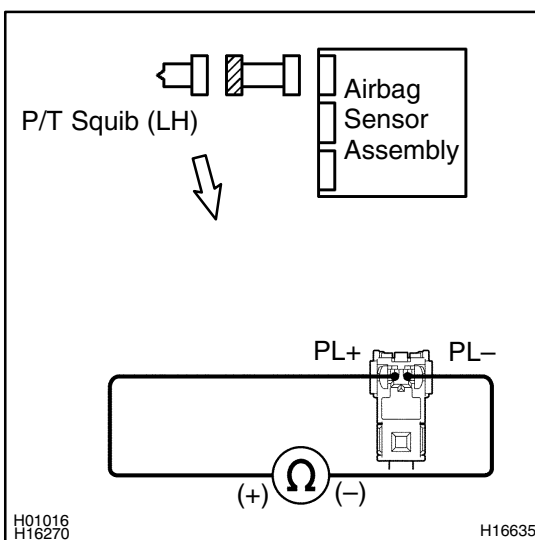 P/T Squib (LH)
Airbag
Sensor
Assembly
PL+ PL–
Ω
(+) (–)
H01016
H16270
H16635